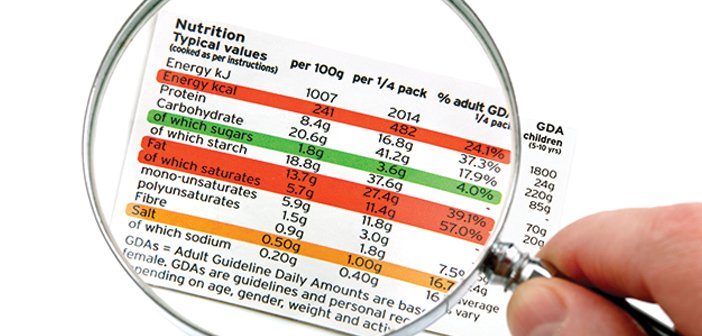 Nutrition
Typical values
(cooked as per instructions)
per 100g per 1/4 pack % adult GDA GDA
1/4 pack children
(5-10 yrs)
Energy kJ 1007 2014
Energy kcal 241 482 24.1% 1800
Protein 8.4g 16.8g 37.3% 24g
Carbohydrate 20.6g 41.2g 17.9% 220g
of which sugars 1.8g 3.6g 4.0% 85g
of which starch 18.8g 37.6g -
Fat 13.7g 27.4g 39.1% 70g
of which saturates 5.7g 11.4g 57.0% 20g
mono-unsaturates 5.9g 11.8g
polyunsaturates 1.5g 3.0g
Fibre 0.9g 1.8g
Salt 0.50g 1.00g 16.7
of which sodium 0.20g 0.40g
GDAs = Adult Guideline Daily Amounts are average
female. GDAs are guidelines and personal vary
on age, gender, weight and